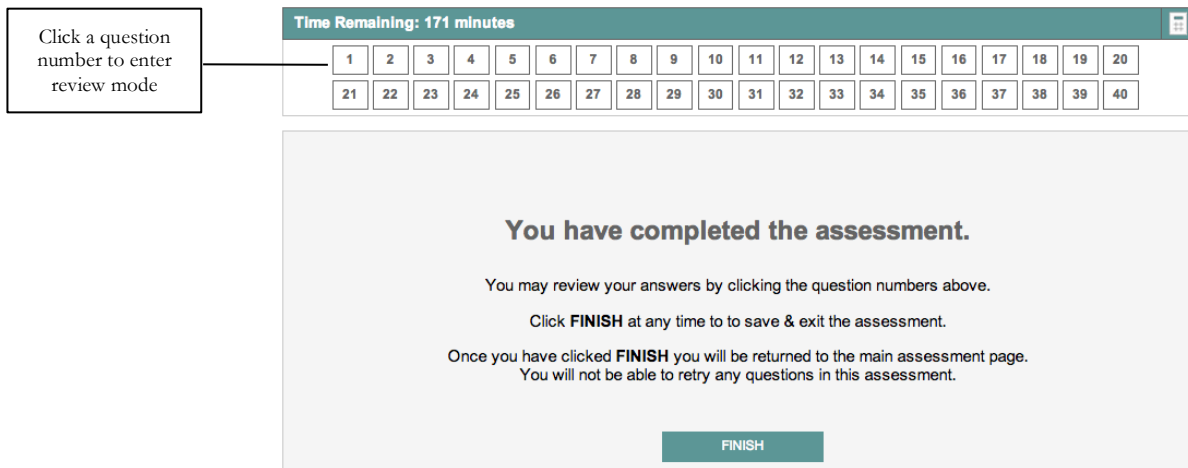 Click a question
number to enter
review mode
Time Remaining: 171 minutes
1 2 3 4 5 6 7 8 9 10 11 12 13 14 15 16 17 18 19 20
21 22 23 24 25 26 27 28 29 30 31 32 33 34 35 36 37 38 39 40
You have completed the assessment.
You may review your answers by clicking the question numbers above.
Click FINISH at any time to to save & exit the assessment.
Once you have clicked FINISH you will be returned to the main assessment page.
You will not be able to retry any questions in this assessment.
FINISH